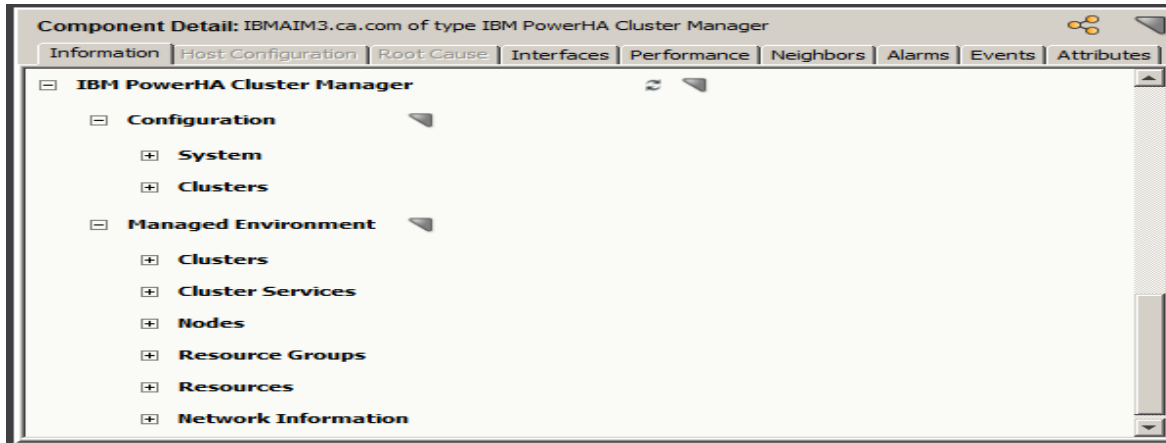 Component Detail: IBMAIM3.ca.com of type IBM PowerHA Cluster Manager
Information Host Configuration Root Cause Interfaces Performance Neighbors Alarms Events Attributes
IBM PowerHA Cluster Manager
Configuration
System
Clusters
Managed Environment
Clusters
Cluster Services
Nodes
Resource Groups
Resources
Network Information